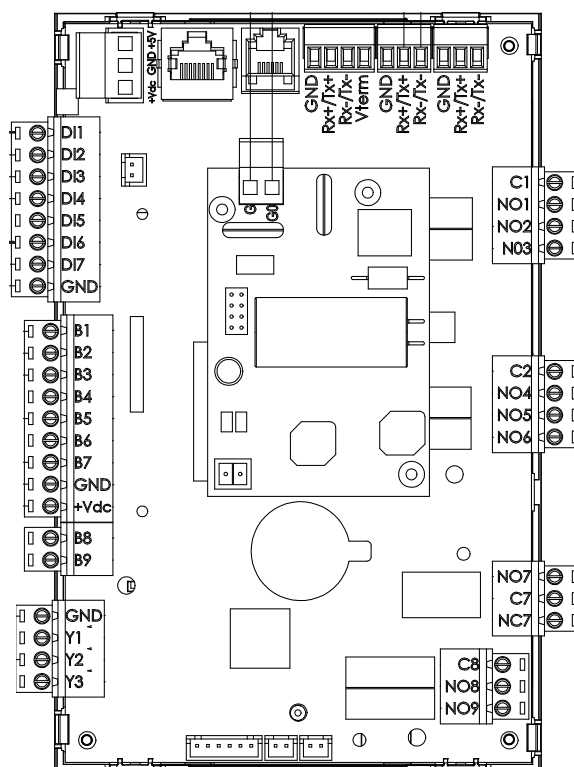 +Vdc GND +5V
GND
Rx+/Tx+
Rx-/Tx-
Vterm
GND
Rx+/Tx+
Rx-/Tx-
GND
Rx+/Tx+
Rx-/Tx-
DI1
DI2
DI3
DI4
DI5
DI6
DI7
GND
G
G0
C1
NO1
NO2
N03
B1
B2
B3
B4
B5
B6
B7
GND
+Vdc
B8
B9
C2
NO4
NO5
NO6
GND
Y1
Y2
Y3
NO7
C7
NC7
C8
NO8
NO9